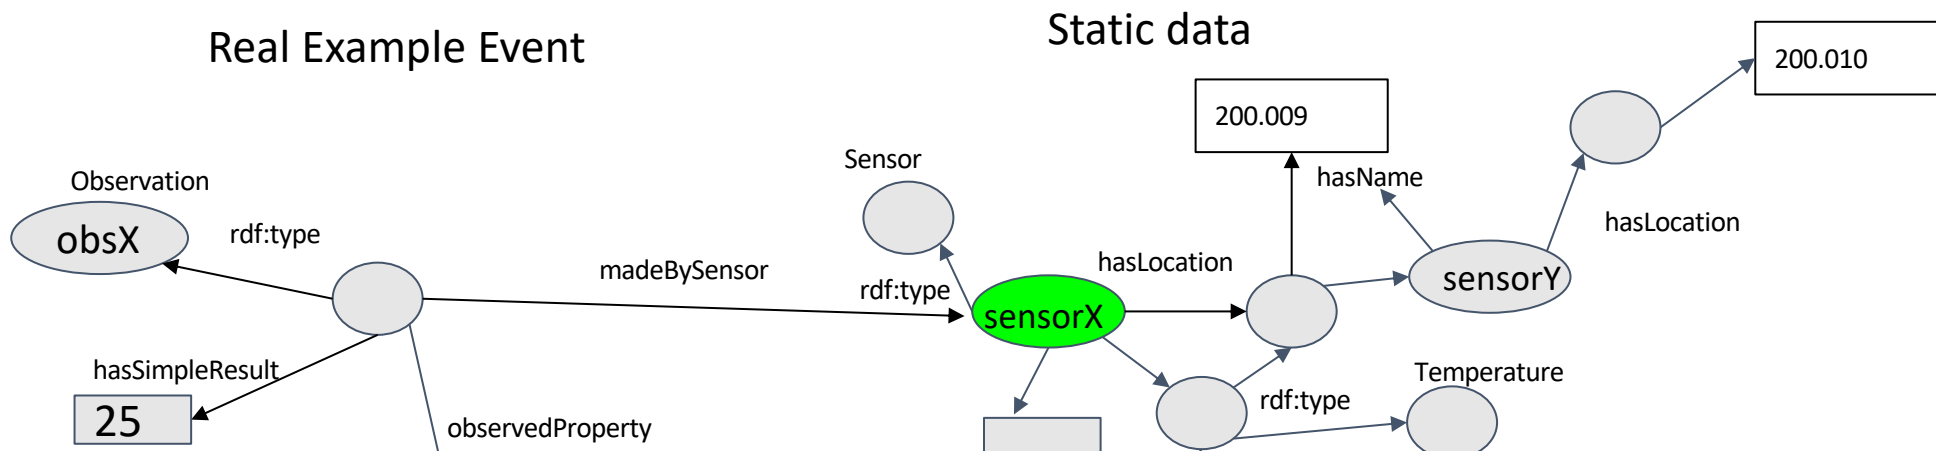 Real Example Event
Static data
200.010
200.009
Sensor
hasName
Observation
hasLocation
obsX
rdf:type
madeBySensor
hasLocation
rdf:type
sensorY
sensorX
hasSimpleResult
Temperature
rdf:type
25
observedProperty